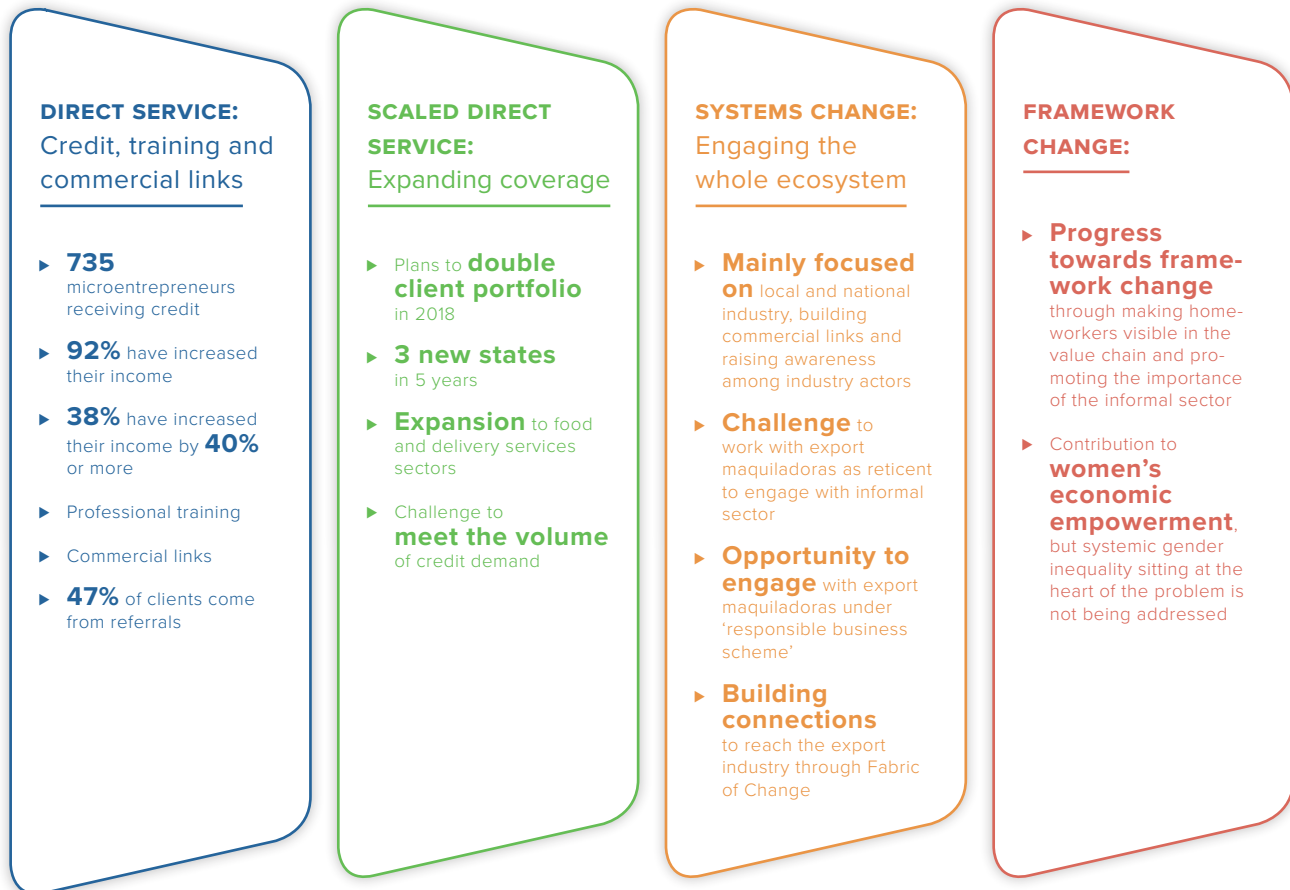 DIRECT SERVICE:
Credit, training and
commercial links
735
microentrepreneurs
receiving credit
92% have increased
their income
38% have increased
their income by 40%
or more
Professional training
Commercial links
47% of clients come
from referrals
SCALED DIRECT
SERVICE:
Expanding coverage
Plans to double
client portfolio
in 2018
3 new states
in 5 years
Expansion to food
and delivery services
sectors
Challenge to
meet the volume
of credit demand
SYSTEMS CHANGE:
Engaging the
whole ecosystem
Mainly focused
on local and national
industry, building
commercial links and
raising awareness
among industry actors
Challenge to
work with export
maquiladoras as reticent
to engage with informal
sector
Opportunity to
engage with export
maquiladoras under
‘responsible business
scheme’
Building
connections
to reach the export
industry through Fabric
of Change
FRAMEWORK
CHANGE:
Progress
towards frame-
work change
through making home-
workers visible in the
value chain and pro-
moting the importance
of the informal sector
Contribution to
women’s
economic
empowerment,
but systemic gender
inequality sitting at the
heart of the problem is
not being addressed